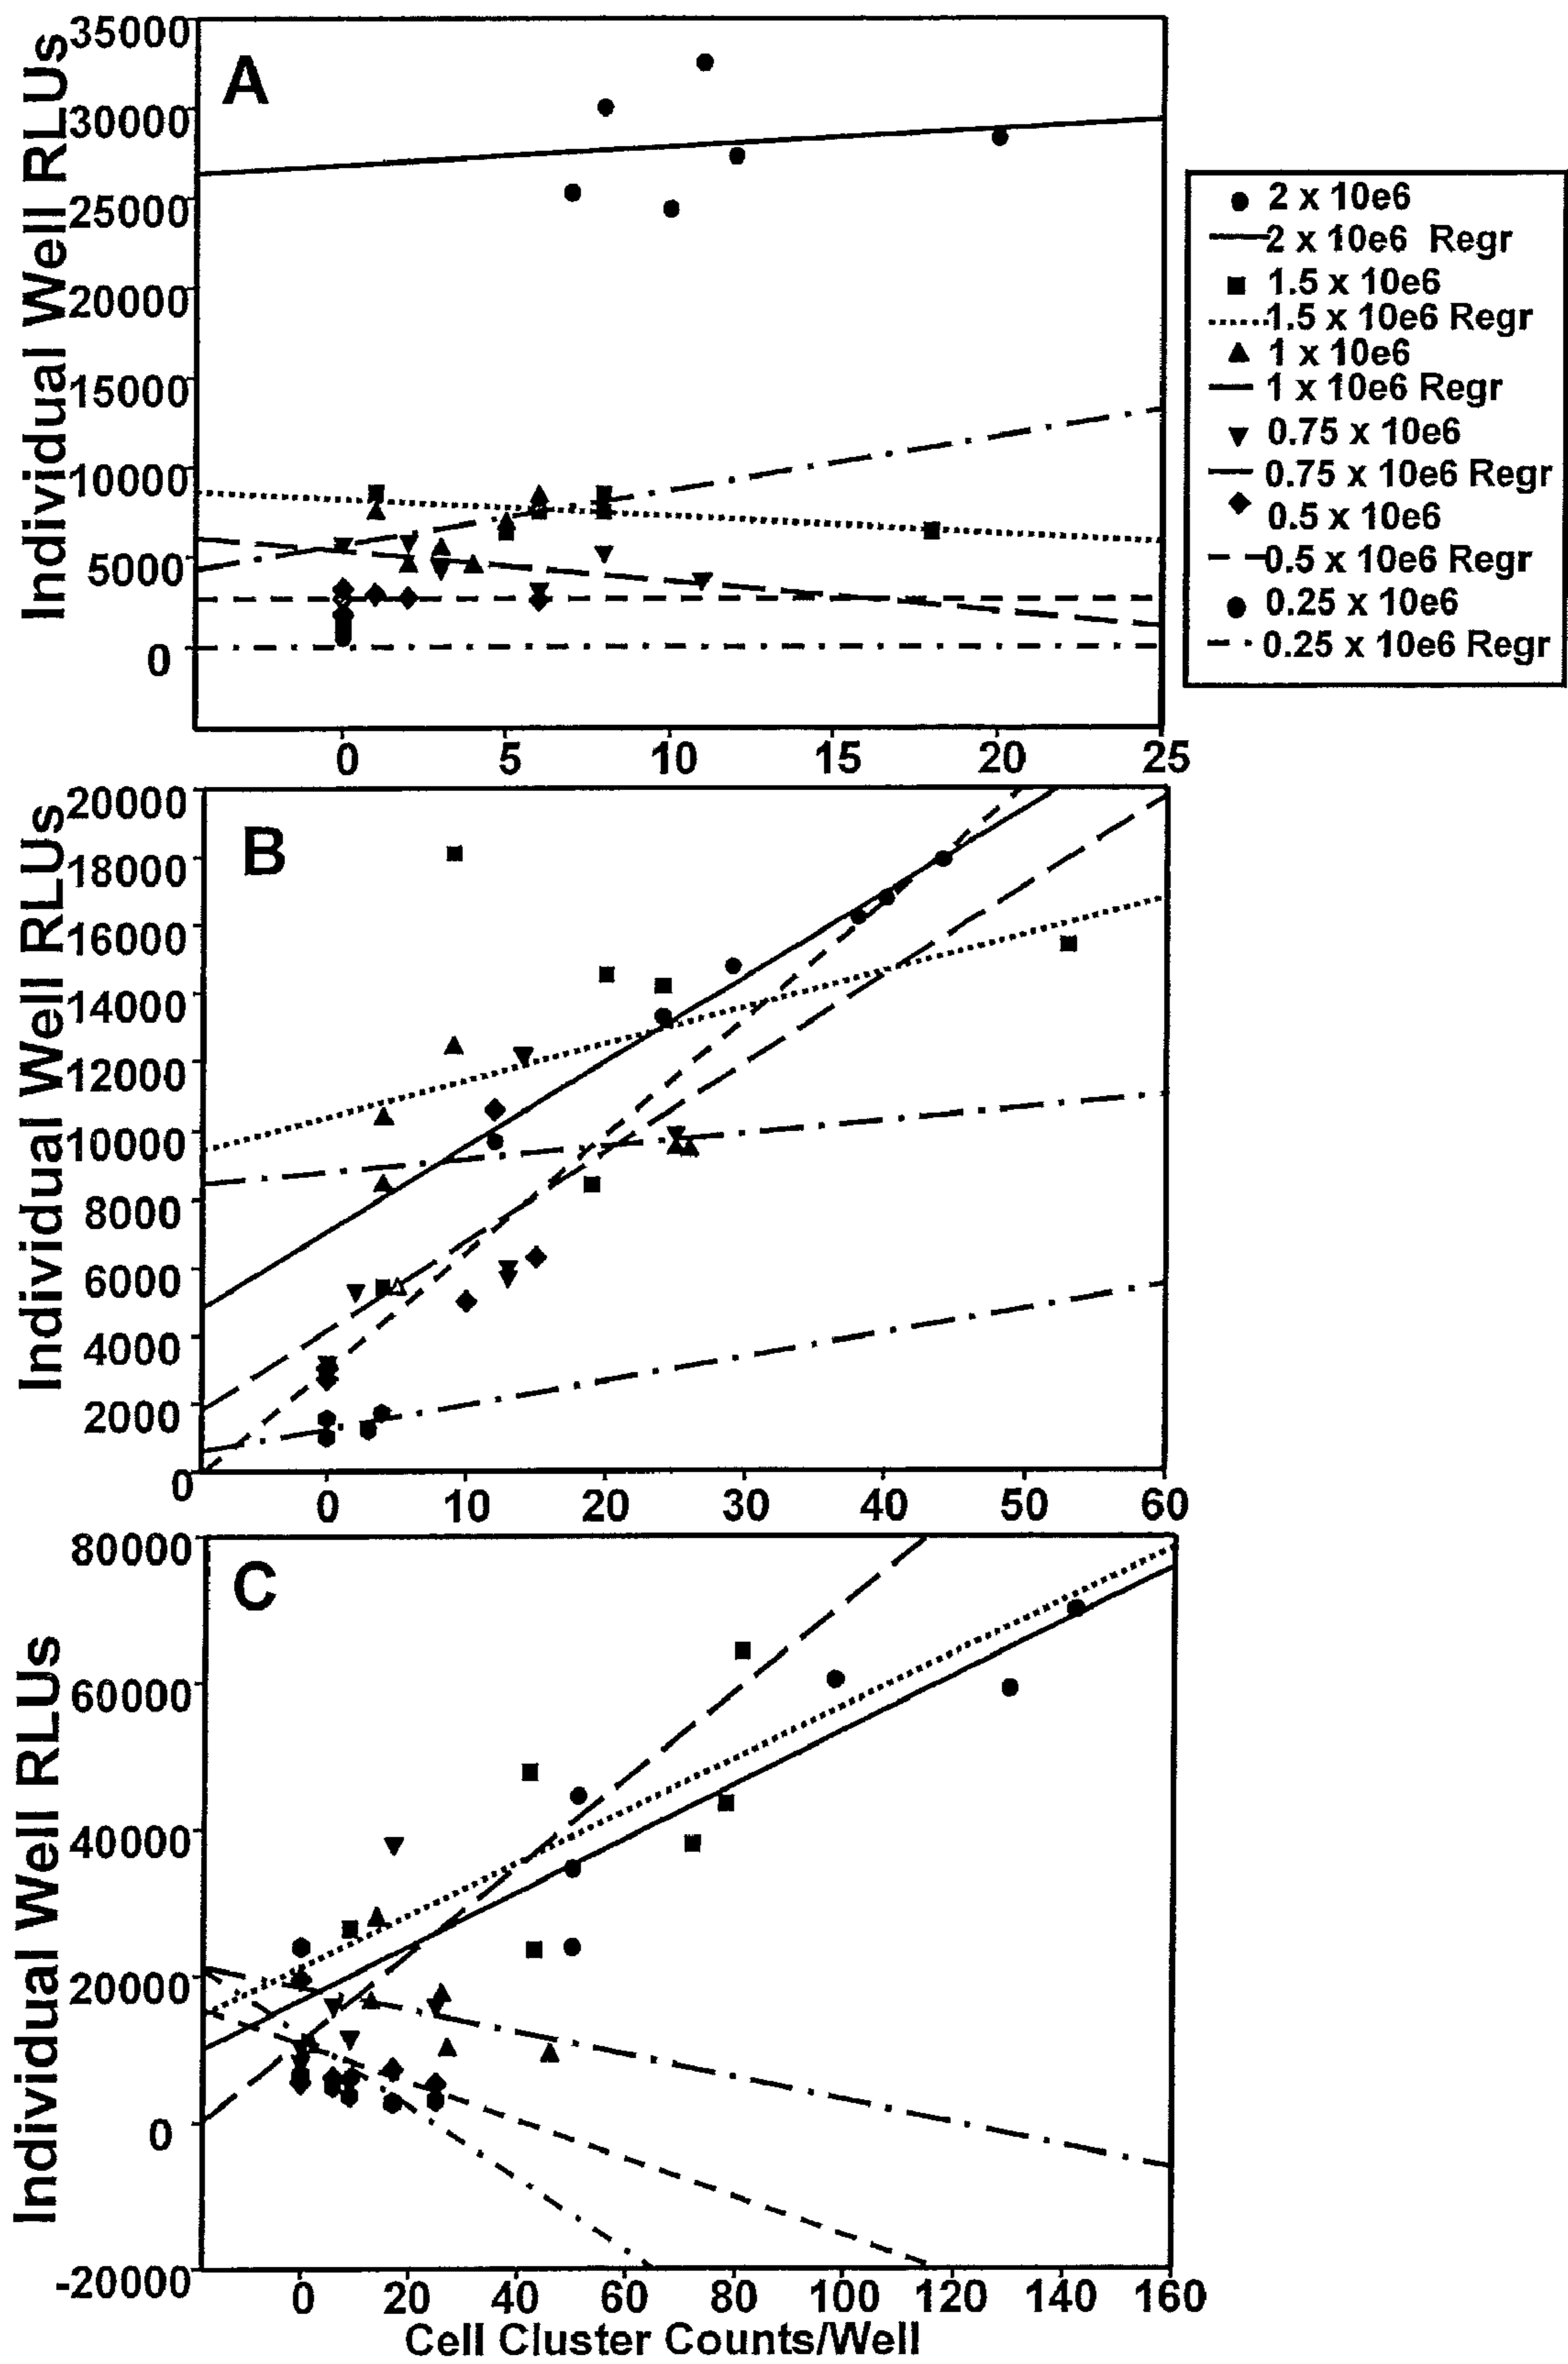 A
Individual Well RLUs
35000
30000
25000
20000
15000
10000
5000
0
0 5 10 15 20 25
2 x 10e6
2 x 10e6 Regr
1.5 x 10e6
1.5 x 10e6 Regr
1 x 10e6
1 x 10e6 Regr
0.75 x 10e6
0.75 x 10e6 Regr
0.5 x 10e6
0.5 x 10e6 Regr
0.25 x 10e6
0.25 x 10e6 Regr
B
Individual Well RLUs
20000
18000
16000
14000
12000
10000
8000
6000
4000
2000
0
0 10 20 30 40 50 60
C
Individual Well RLUs
80000
60000
40000
20000
0
-20000
0 20 40 60 80 100 120 140 160
Cell Cluster Counts/Well